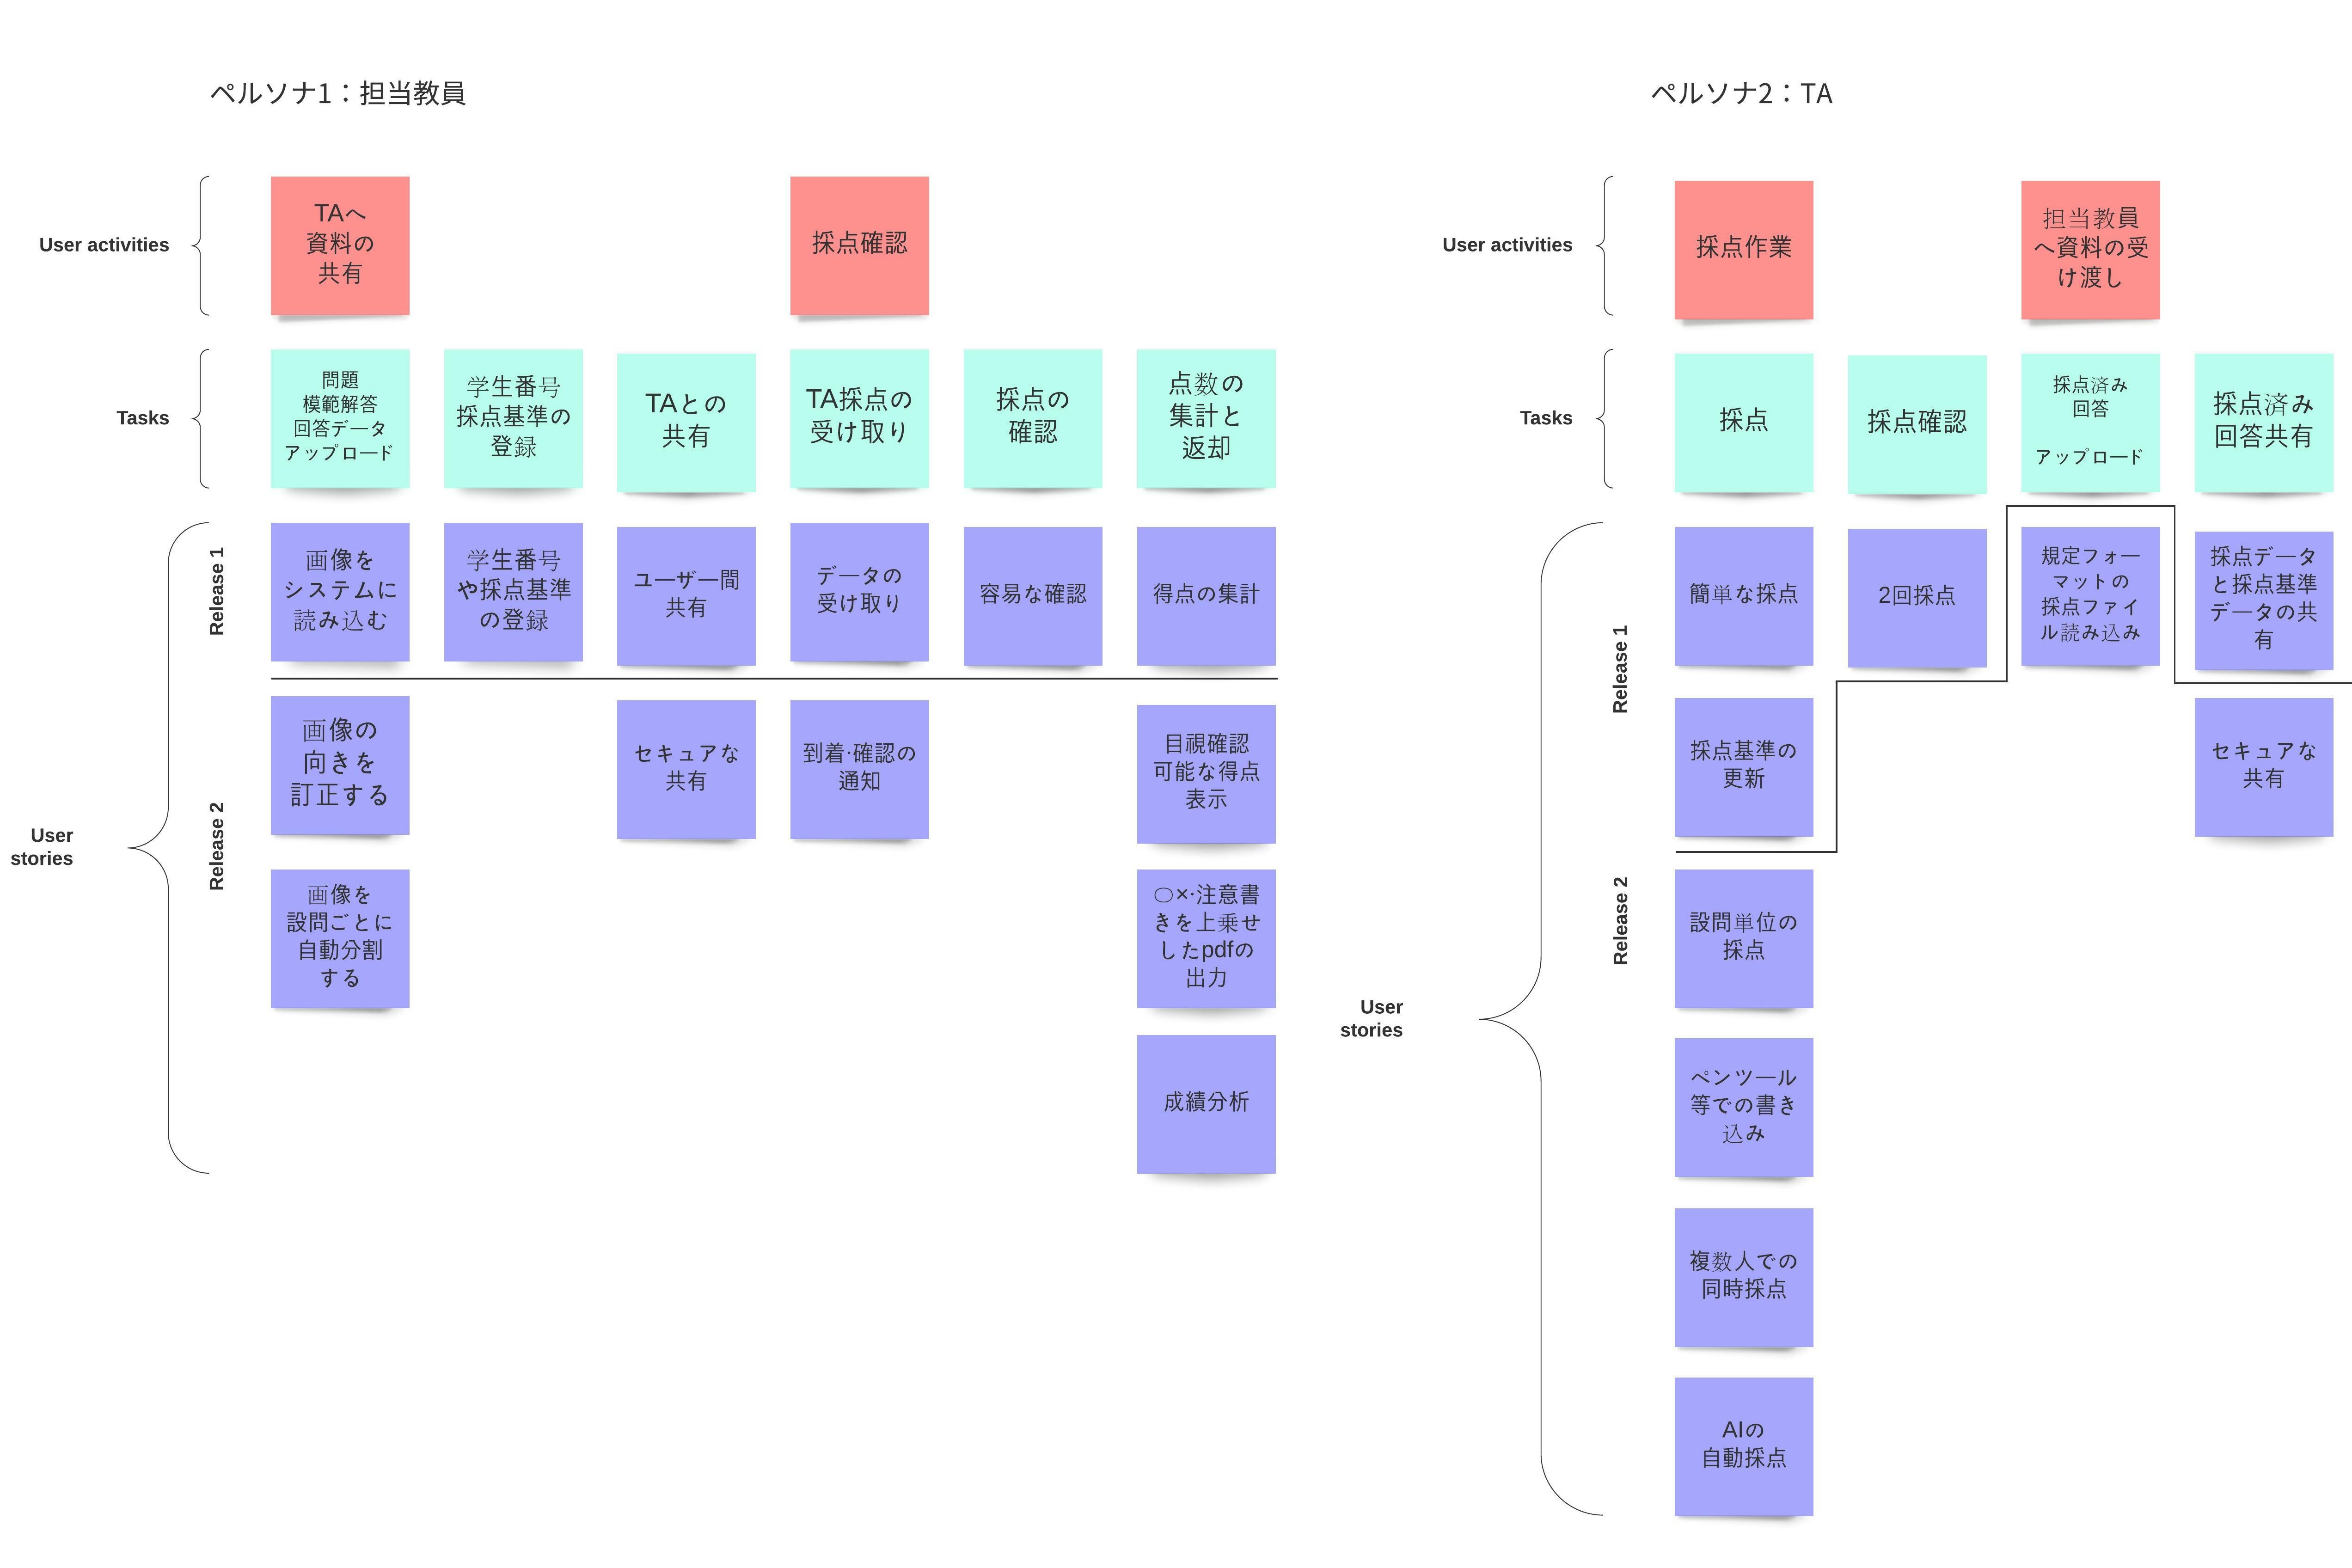 ペルソナ1：担当教員
User activities
TAへ
資料の
共有
採点確認
Tasks
問題
模範解答
回答データ
アップロード
学生番号
採点基準の
登録
TAとの
共有
TA採点の
受け取り
採点の
確認
点数の
集計と
返却
User
stories
Release 1
画像を
システムに
読み込む
学生番号
や採点基準
の登録
ユーザー間
共有
データの
受け取り
容易な確認
得点の集計
Release 2
画像の
向きを
訂正する
セキュアな
共有
到着·確認の
通知
目視確認
可能な得点
表示
画像を
設問ごとに
自動分割
する
○×·注意書
きを上乗せ
したpdfの
出力
成績分析
ペルソナ2：TA
User activities
採点作業
担当教員
へ資料の受
け渡し
Tasks
採点
採点確認
採点済み
回答
アップロード
採点済み
回答共有
User
stories
Release 1
簡単な採点
2回採点
規定フォー
マットの
採点ファイ
ル読み込み
採点データ
と採点基準
データの共
有
採点基準の
更新
セキュアな
共有
Release 2
設問単位の
採点
ペンツール
等での書き
込み
複数人での
同時採点
AIの
自動採点